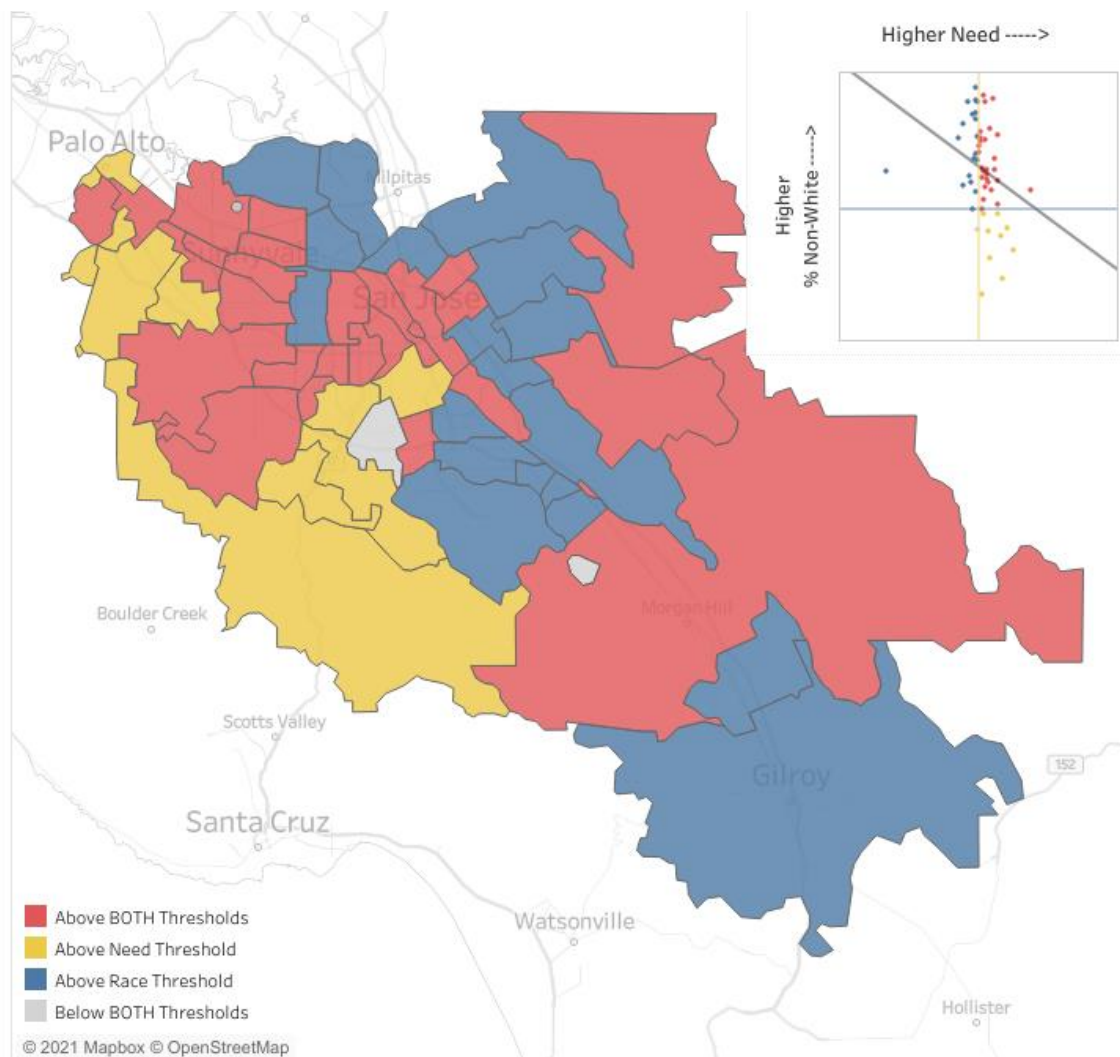 Higher Need ----->
Higher
% Non-White ----->
Palo Alto
Milpitas
Sunnyvale
San Jose
Morgan Hill
Boulder Creek
Scotts Valley
Gilroy
152
Santa Cruz
Watsonville
Hollister
Above BOTH Thresholds
Above Need Threshold
Above Race Threshold
Below BOTH Thresholds
© 2021 Mapbox © OpenStreetMap